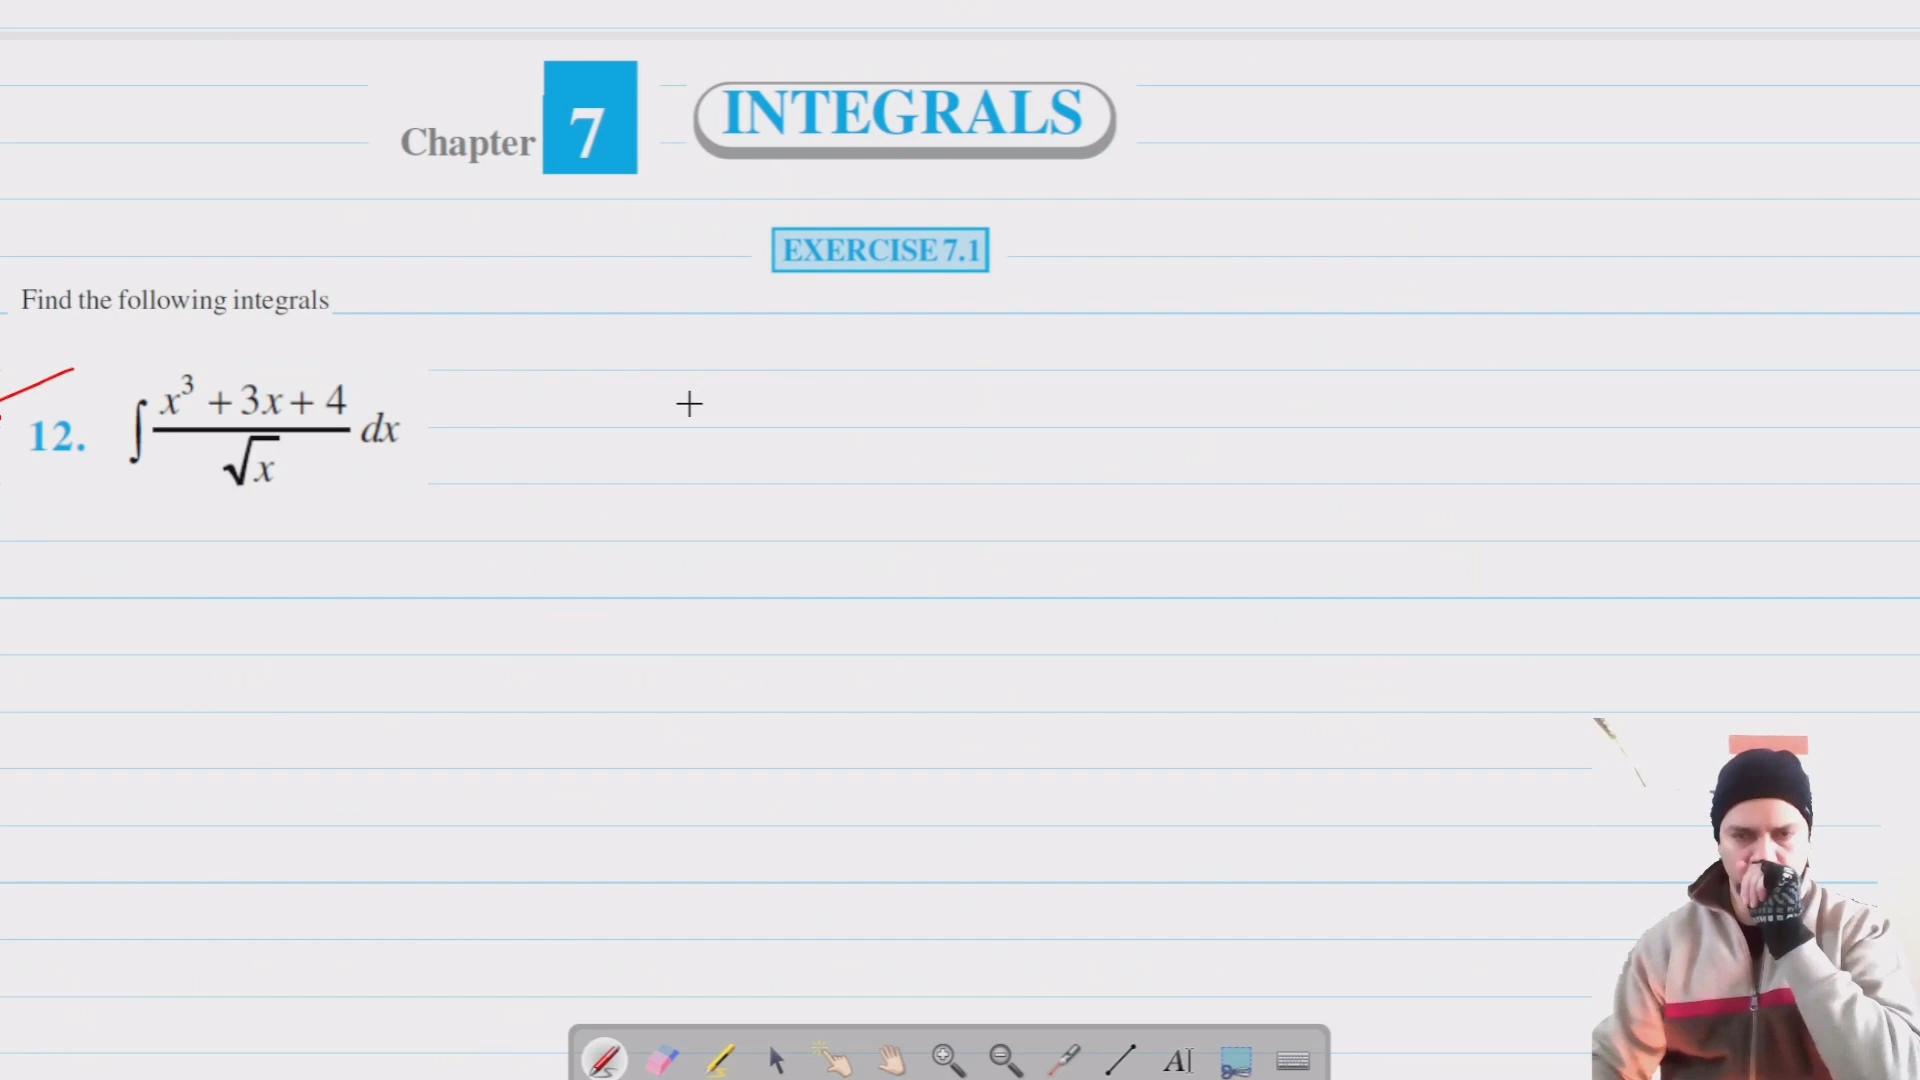 Chapter 7 INTEGRALS
EXERCISE 7.1
Find the following integrals
12. ∫ (x³ + 3x + 4)/√x dx